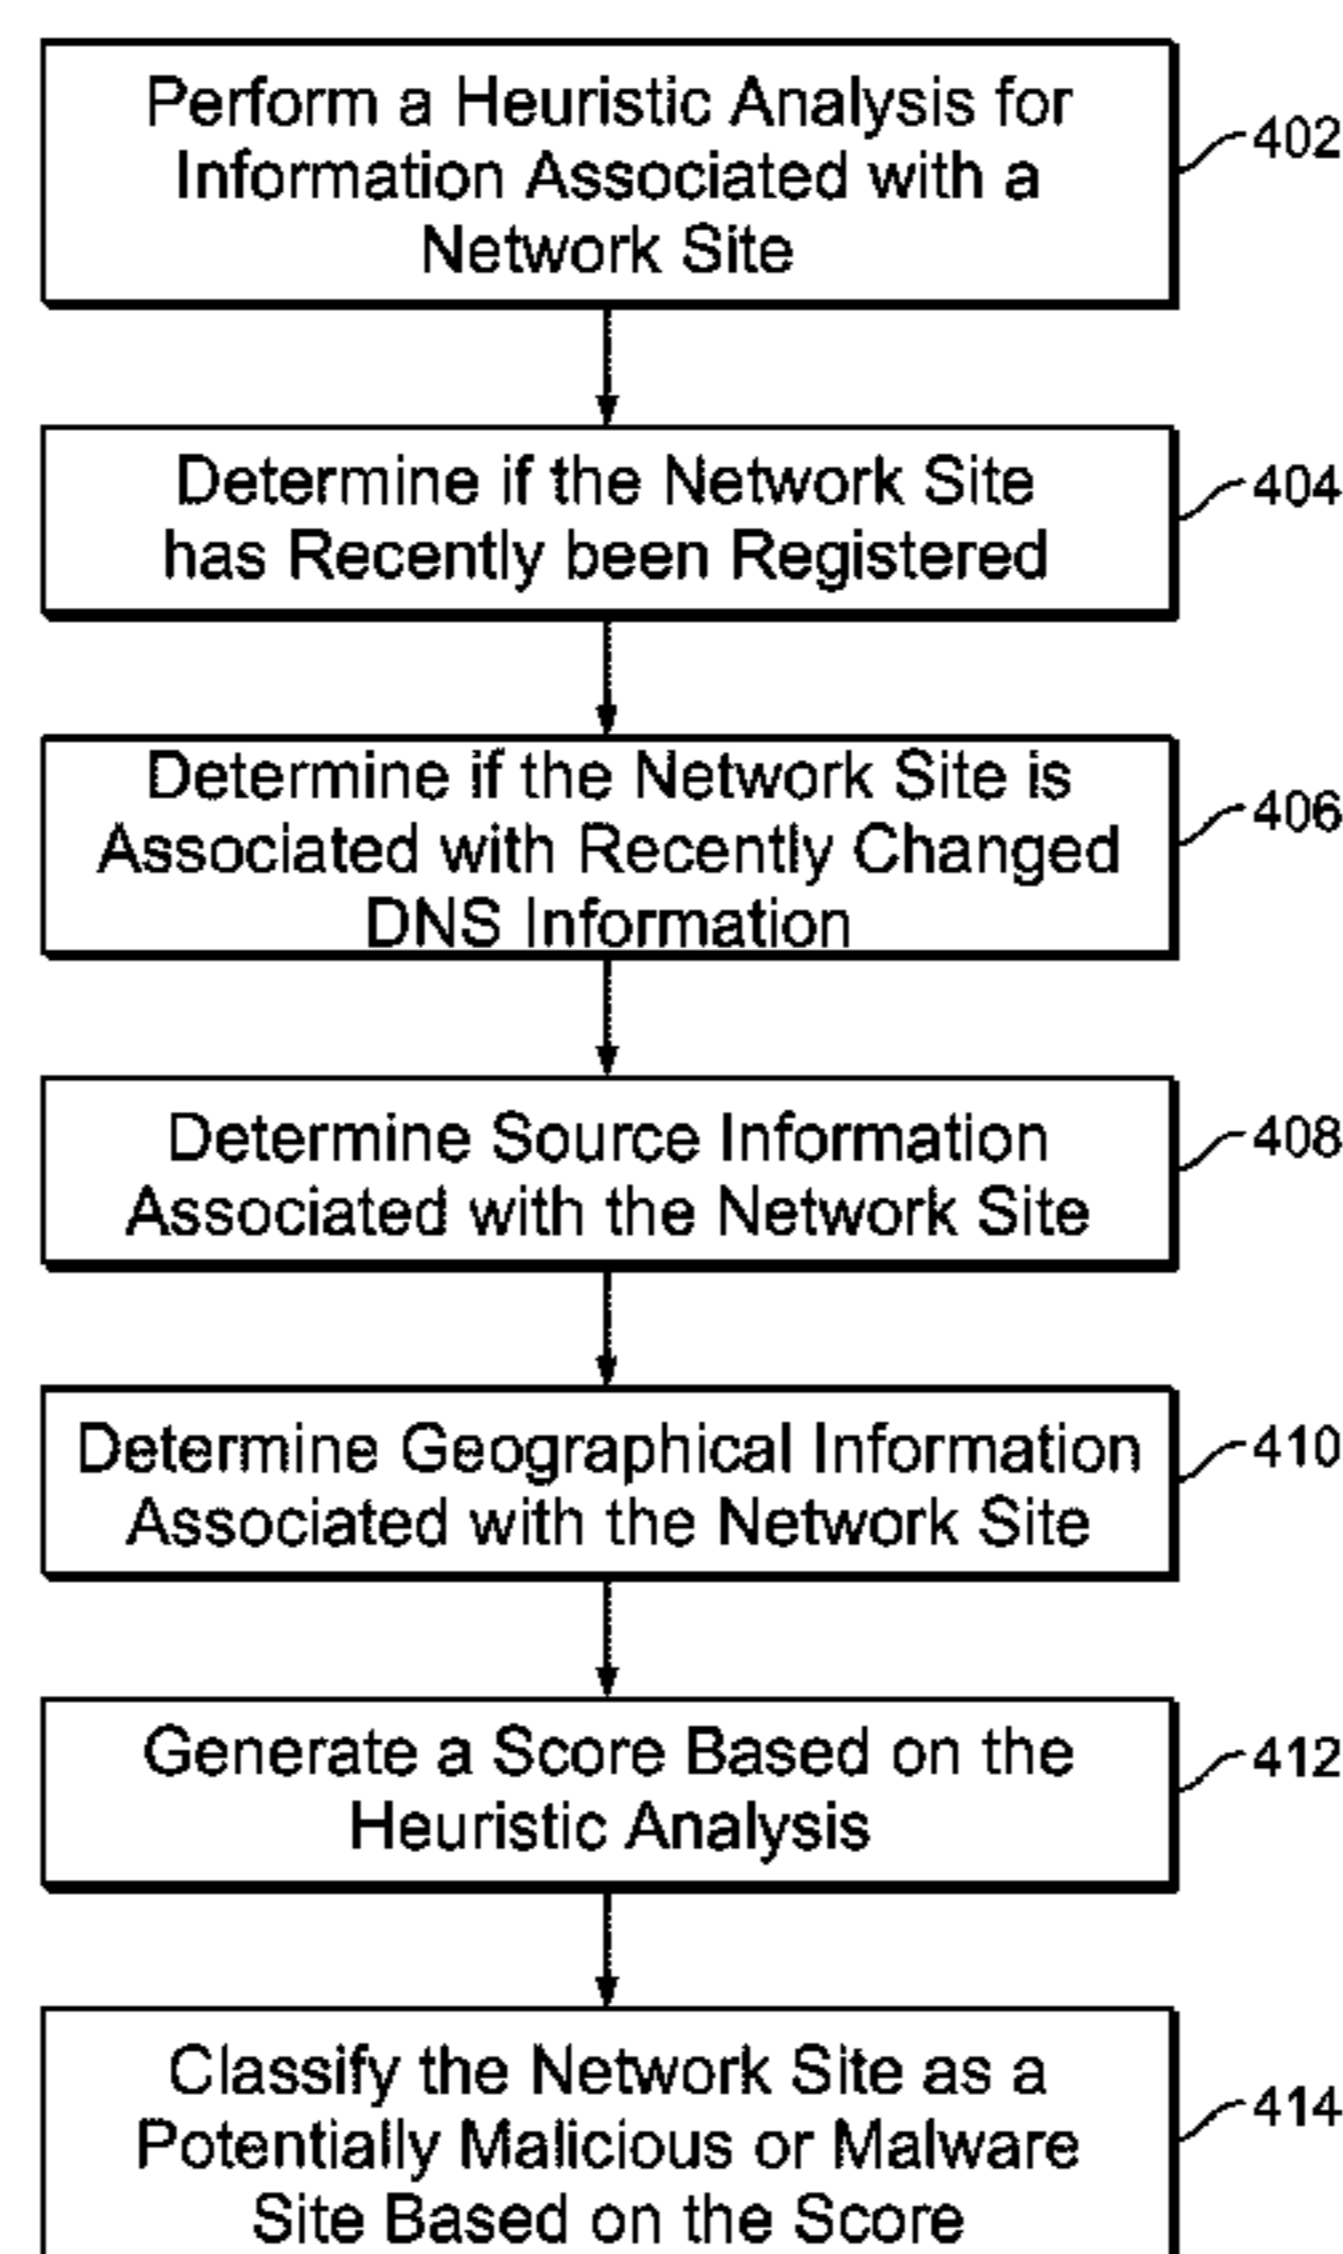 Perform a Heuristic Analysis for
Information Associated with a
Network Site
402
Determine if the Network Site
has Recently been Registered
404
Determine if the Network Site is
Associated with Recently Changed
DNS Information
406
Determine Source Information
Associated with the Network Site
408
Determine Geographical Information
Associated with the Network Site
410
Generate a Score Based on the
Heuristic Analysis
412
Classify the Network Site as a
Potentially Malicious or Malware
Site Based on the Score
414